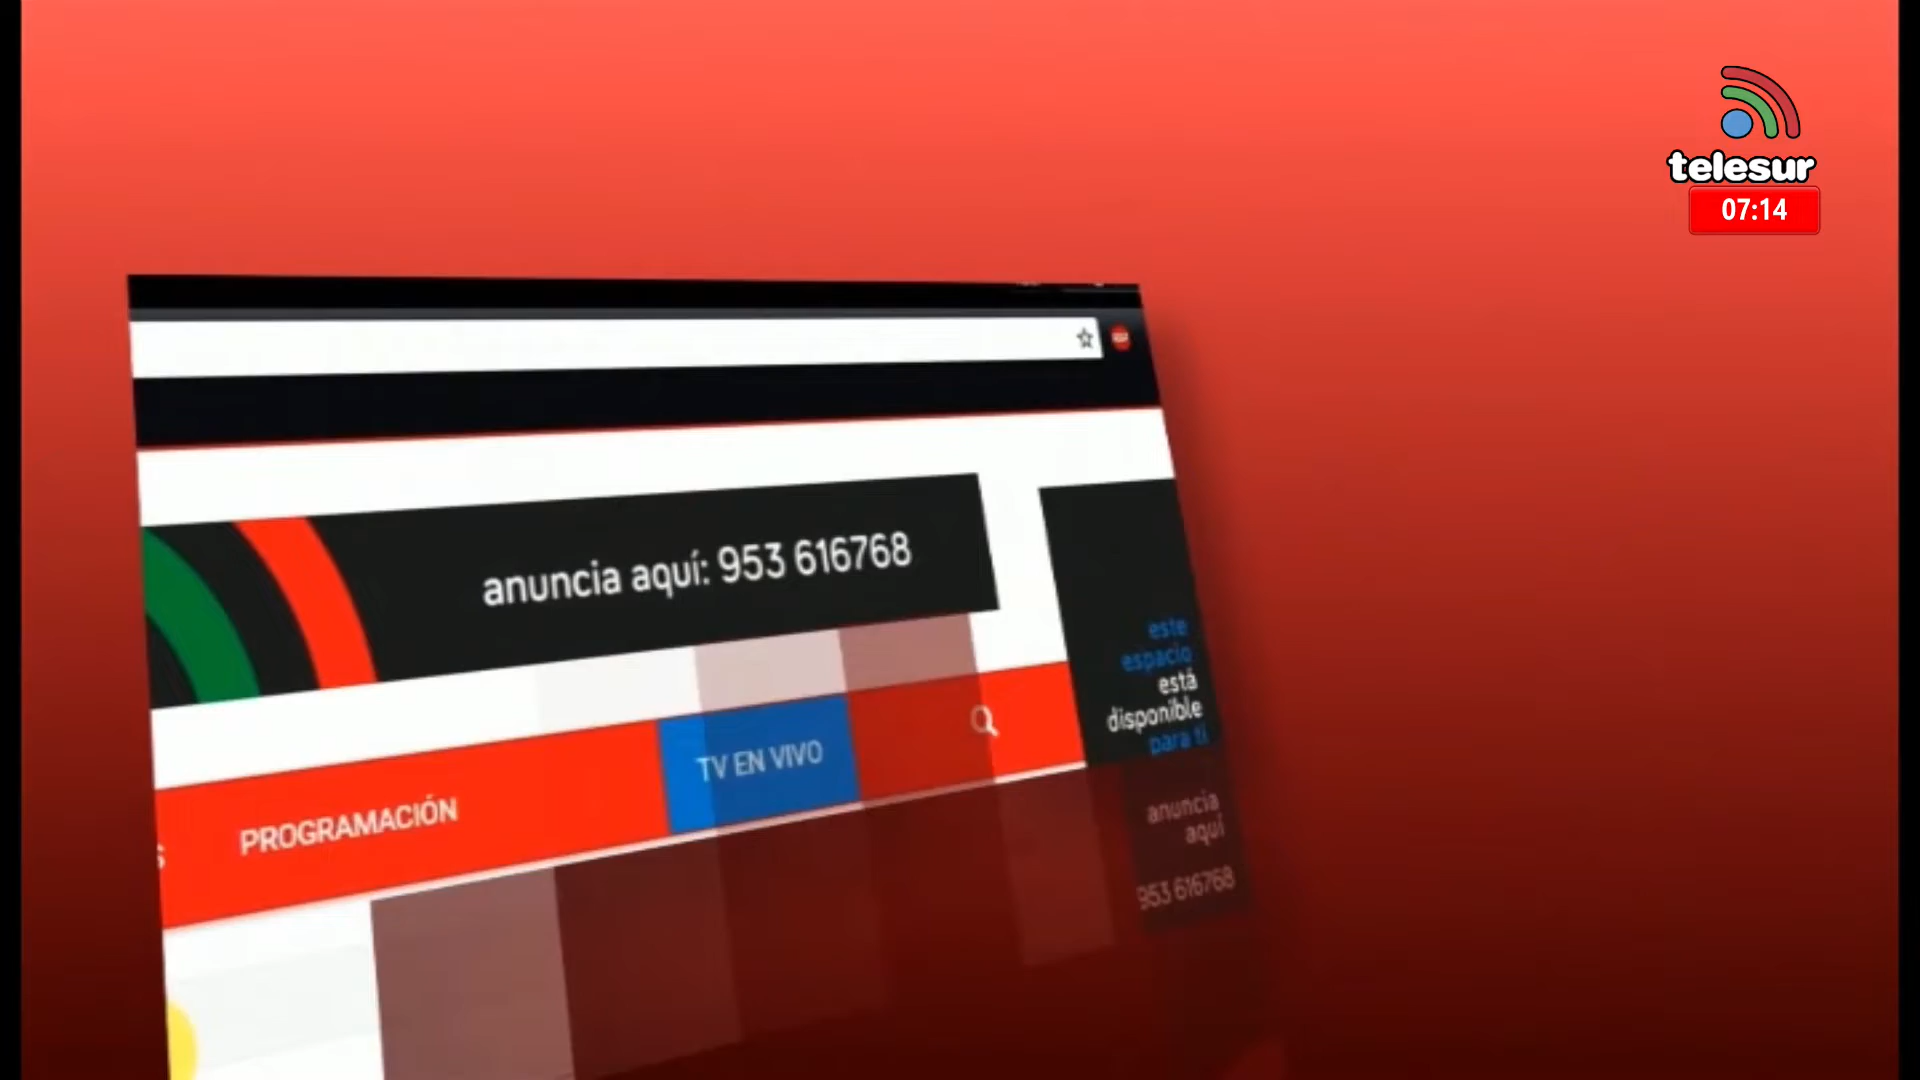 telesur
07:14
anuncia aquí: 953 616768
este
espacio
está
disponible
para ti
PROGRAMACIÓN
TV EN VIVO
anuncia
aquí
953 616768